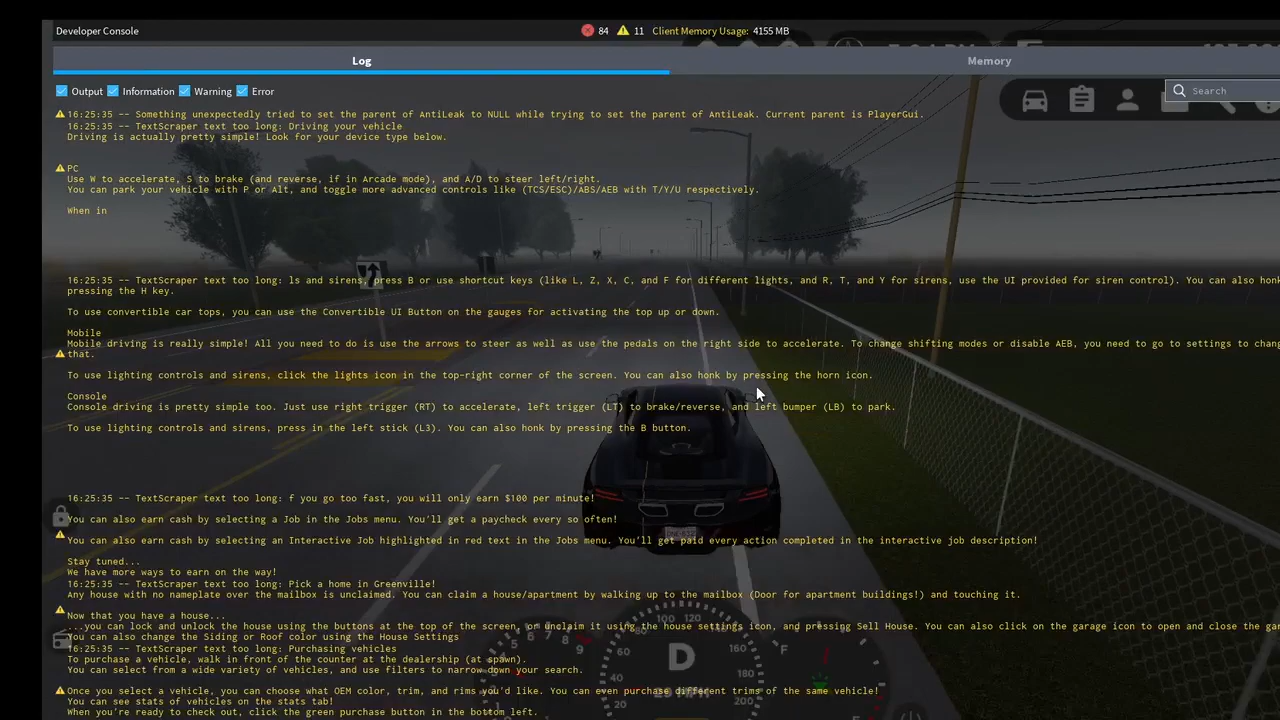 Developer Console
84 11 Client Memory Usage: 4155 MB
Log
Memory
Output Information Warning Error
Search
16:25:35 -- Something unexpectedly tried to set the parent of AntiLeak to NULL while trying to set the parent of AntiLeak. Current parent is PlayerGui.
16:25:35 -- TextScraper text too long: Driving your vehicle
Driving is actually pretty simple! Look for your device type below.
PC
Use W to accelerate, S to brake (and reverse, if in Arcade mode), and A/D to steer left/right.
You can park your vehicle with P or Alt, and toggle more advanced controls like (TCS/ESC)/ABS/AEB with T/Y/U respectively.
When in
16:25:35 -- TextScraper text too long: ls and sirens, press B or use shortcut keys (like L, Z, X, C, and F for different lights, and R, T, and Y for sirens, use the UI provided for siren control). You can also honk
pressing the H key.
To use convertible car tops, you can use the Convertible UI Button on the gauges for activating the top up or down.
Mobile
Mobile driving is really simple! All you need to do is use the arrows to steer as well as use the pedals on the right side to accelerate. To change shifting modes or disable AEB, you need to go to settings to chang
that.
To use lighting controls and sirens, click the lights icon in the top-right corner of the screen. You can also honk by pressing the horn icon.
Console
Console driving is pretty simple too. Just use right trigger (RT) to accelerate, left trigger (LT) to brake/reverse, and left bumper (LB) to park.
To use lighting controls and sirens, press in the left stick (L3). You can also honk by pressing the B button.
16:25:35 -- TextScraper text too long: f you go too fast, you will only earn $100 per minute!
You can also earn cash by selecting a Job in the Jobs menu. You'll get a paycheck every so often!
You can also earn cash by selecting an Interactive Job highlighted in red text in the Jobs menu. You'll get paid every action completed in the interactive job description!
Stay tuned...
We have more ways to earn on the way!
16:25:35 -- TextScraper text too long: Pick a home in Greenville!
Any house with no nameplate over the mailbox is unclaimed. You can claim a house/apartment by walking up to the mailbox (Door for apartment buildings!) and touching it.
Now that you have a house...
...you can lock and unlock the house using the buttons at the top of the screen, or unclaim it using the house settings icon, and pressing Sell House. You can also click on the garage icon to open and close the gar
You can also change the Siding or Roof color using the House Settings
16:25:35 -- TextScraper text too long: Purchasing vehicles
To purchase a vehicle, walk in front of the counter at the dealership (at spawn).
You can select from a wide variety of vehicles, and use filters to narrow down your search.
Once you select a vehicle, you can choose what OEM color, trim, and rims you'd like. You can even purchase different trims of the same vehicle!
You can see stats of vehicles on the stats tab!
When you're ready to check out, click the green purchase button in the bottom left.
5 6 7 8 9
20 40 60 80 100 120 140 160 180 200
D
F
E